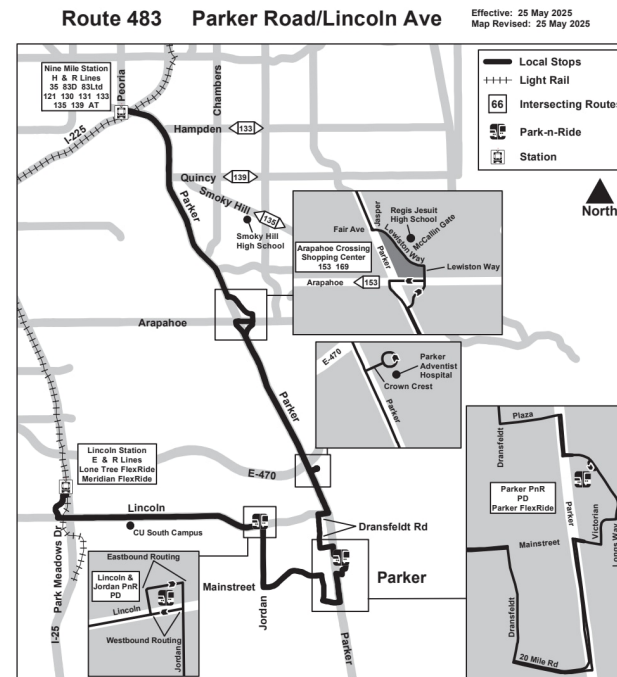 Route 483 Parker Road/Lincoln Ave
Effective: 25 May 2025
Map Revised: 25 May 2025
Local Stops
Light Rail
66 Intersecting Routes
Park-n-Ride
Station
North
Nine Mile Station
H & R Lines
35 83D 83Ltd
121 130 131 133
135 139 AT
Peoria
Chambers
I-225
Hampden 133
Quincy 139
Parker
Smoky Hill 135
Smoky Hill
High School
Arapahoe
Jasper
Regis Jesuit
High School
Fair Ave
Lewiston Way
McCallin Gate
Arapahoe Crossing
Shopping Center
153 169
Parker
Lewiston Way
Arapahoe 153
E-470
Parker
Adventist
Hospital
Crown Crest
Parker
Parker
E-470
Lincoln Station
E & R Lines
Lone Tree FlexRide
Meridian FlexRide
Lincoln
CU South Campus
Park Meadows Dr
I-25
Dransfeldt Rd
Parker
Mainstreet
Jordan
Parker
Eastbound Routing
Lincoln &
Jordan PnR
PD
Lincoln
Westbound Routing
Jordan
Plaza
Dransfeldt
Parker PnR
PD
Parker FlexRide
Parker
Victorian
Mainstreet
Dransfeldt
20 Mile Rd